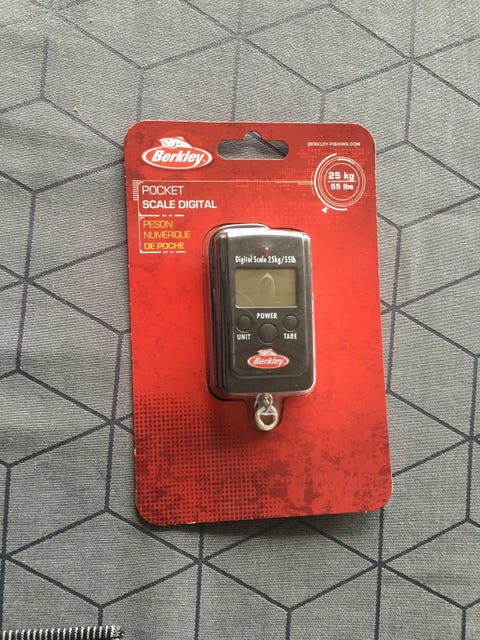 Berkley
BERKLEY-FISHING.COM
25 kg
55 lbs
POCKET
SCALE DIGITAL
PESON
NUMÉRIQUE
DE POCHE
Digital Scale 25kg/55lb
POWER
UNIT
TARE
Berkley